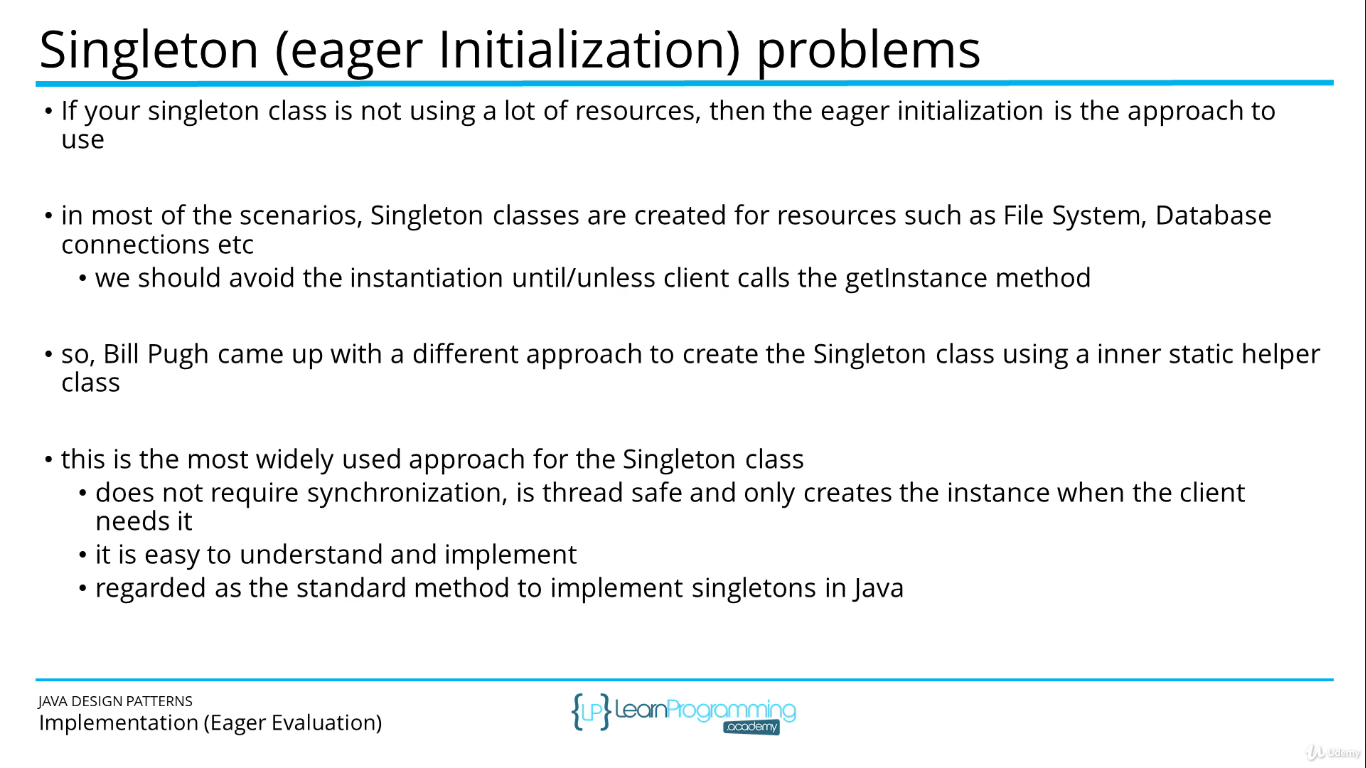 Singleton (eager Initialization) problems
• If your singleton class is not using a lot of resources, then the eager initialization is the approach to
use
• in most of the scenarios, Singleton classes are created for resources such as File System, Database
connections etc
• we should avoid the instantiation until/unless client calls the getInstance method
• so, Bill Pugh came up with a different approach to create the Singleton class using a inner static helper
class
• this is the most widely used approach for the Singleton class
• does not require synchronization, is thread safe and only creates the instance when the client
needs it
• it is easy to understand and implement
• regarded as the standard method to implement singletons in Java
JAVA DESIGN PATTERNS
Implementation (Eager Evaluation)
{LP} LearnProgramming
.academy
Udemy